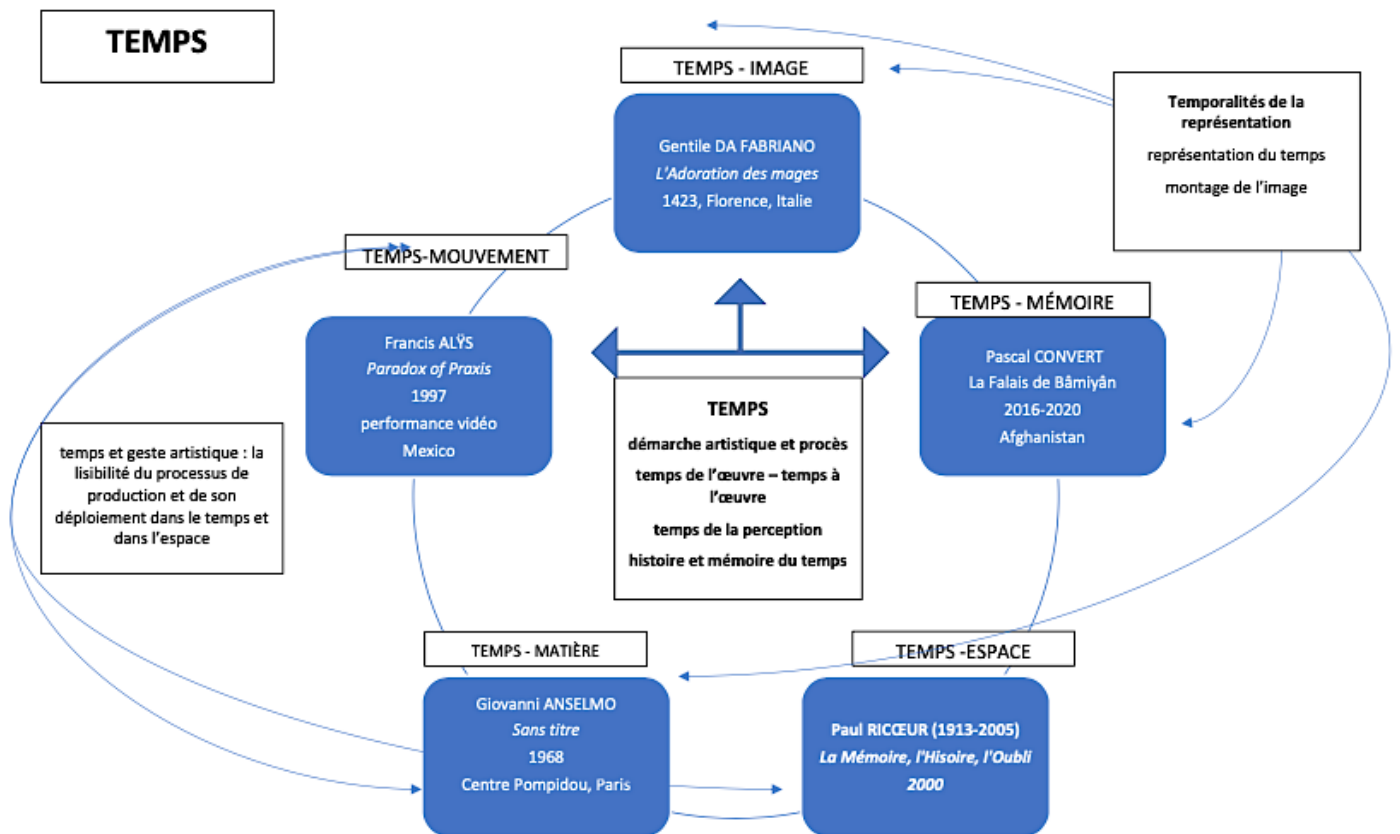 TEMPS
TEMPS - IMAGE
Gentile DA FABRIANO
L'Adoration des mages
1423, Florence, Italie
Temporalités de la
représentation
représentation du temps
montage de l'image
TEMPS-MOUVEMENT
Francis ALŸS
Paradox of Praxis
1997
performance vidéo
Mexico
TEMPS - MÉMOIRE
Pascal CONVERT
La Falais de Bâmiyân
2016-2020
Afghanistan
TEMPS
démarche artistique et procès
temps de l'œuvre – temps à
l'œuvre
temps de la perception
histoire et mémoire du temps
temps et geste artistique : la
lisibilité du processus de
production et de son
déploiement dans le temps et
dans l'espace
TEMPS - MATIÈRE
Giovanni ANSELMO
Sans titre
1968
Centre Pompidou, Paris
TEMPS -ESPACE
Paul RICŒUR (1913-2005)
La Mémoire, l'Hisoire, l'Oubli
2000